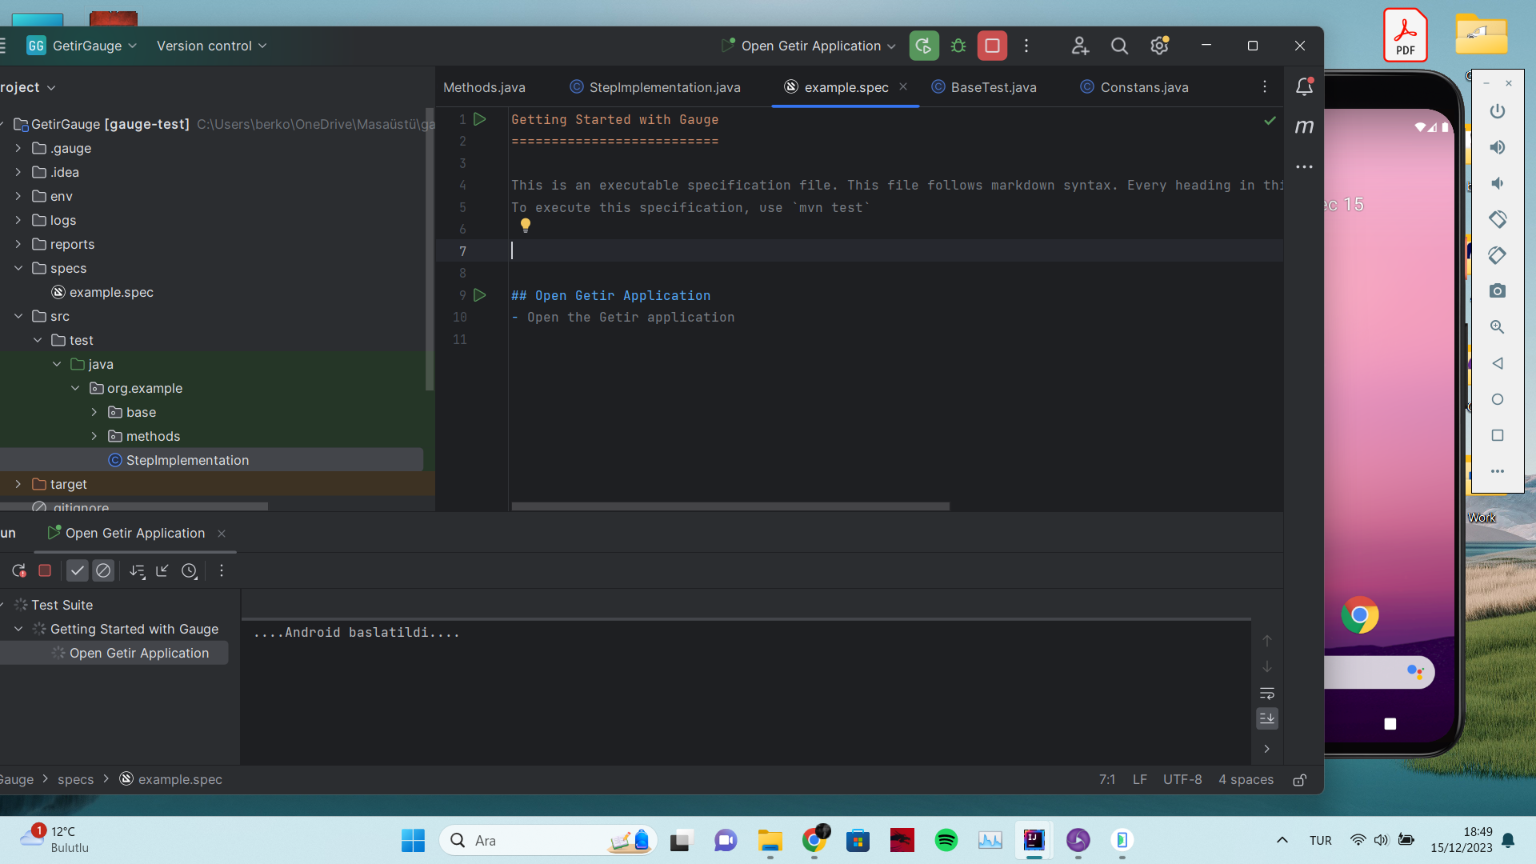 GG GetirGauge Version control Open Getir Application
PDF
roject
Methods.java StepImplementation.java example.spec BaseTest.java Constans.java
GetirGauge [gauge-test] C:\Users\berko\OneDrive\Masaüstü\ga
.gauge
.idea
env
logs
reports
specs
example.spec
src
test
java
org.example
base
methods
StepImplementation
target
.gitignore
1 Getting Started with Gauge
2 ==========================
3
4 This is an executable specification file. This file follows markdown syntax. Every heading in thi
5 To execute this specification, use `mvn test`
6
7
8
9 ## Open Getir Application
10 - Open the Getir application
11
m
ec 15
Work
un Open Getir Application
Test Suite
Getting Started with Gauge
Open Getir Application
....Android baslatildi....
Gauge > specs > example.spec 7:1 LF UTF-8 4 spaces
1 12°C
Bulutlu
Ara
TUR
18:49
15/12/2023